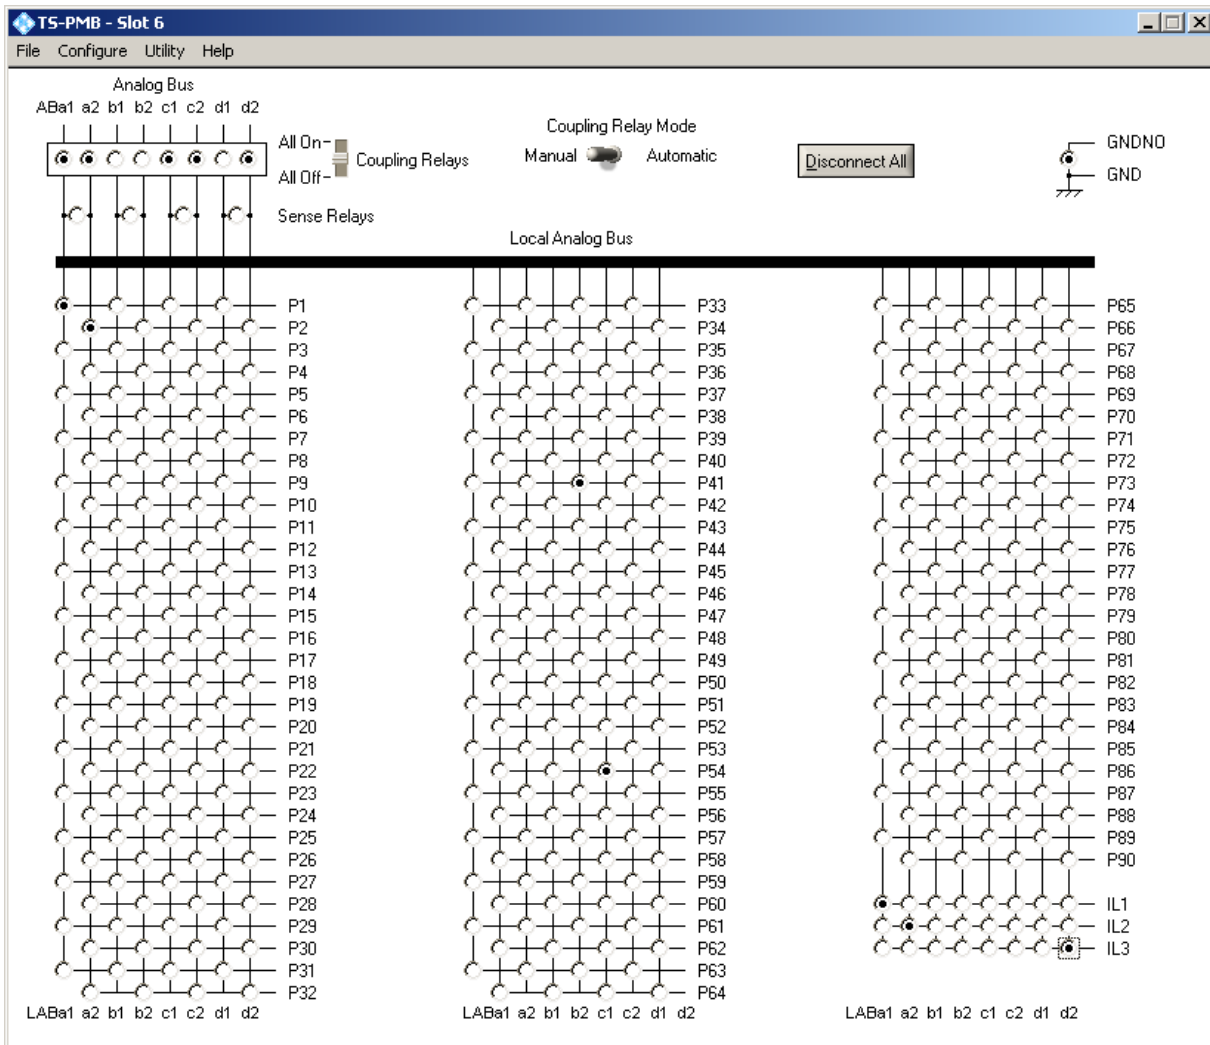 TS-PMB - Slot 6
File Configure Utility Help
Analog Bus
ABa1 a2 b1 b2 c1 c2 d1 d2
All On
All Off
Coupling Relays
Coupling Relay Mode
Manual Automatic
Disconnect All
GNDNO
GND
Sense Relays
Local Analog Bus
P1 P33 P65
P2 P34 P66
P3 P35 P67
P4 P36 P68
P5 P37 P69
P6 P38 P70
P7 P39 P71
P8 P40 P72
P9 P41 P73
P10 P42 P74
P11 P43 P75
P12 P44 P76
P13 P45 P77
P14 P46 P78
P15 P47 P79
P16 P48 P80
P17 P49 P81
P18 P50 P82
P19 P51 P83
P20 P52 P84
P21 P53 P85
P22 P54 P86
P23 P55 P87
P24 P56 P88
P25 P57 P89
P26 P58 P90
P27 P59
P28 P60 IL1
P29 P61 IL2
P30 P62 IL3
P31 P63
P32 P64
LABa1 a2 b1 b2 c1 c2 d1 d2 LABa1 a2 b1 b2 c1 c2 d1 d2 LABa1 a2 b1 b2 c1 c2 d1 d2